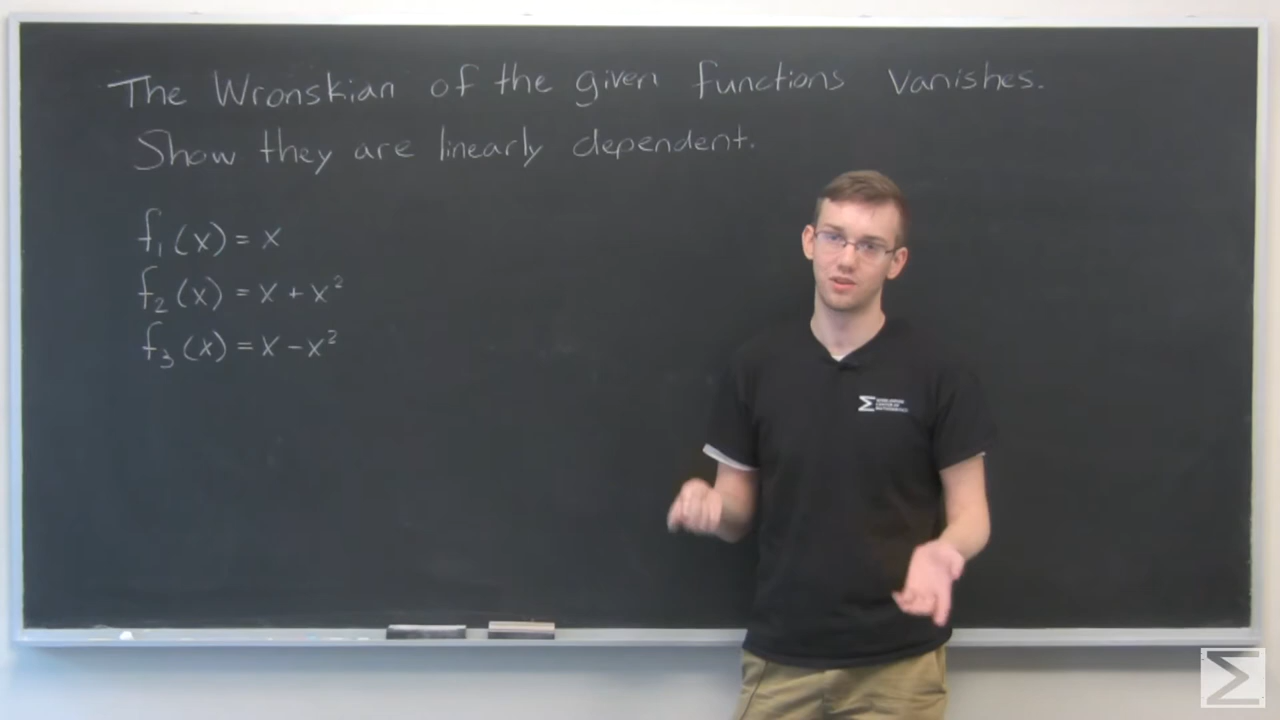 The Wronskian of the given functions vanishes.
Show they are linearly dependent.
f₁(x) = x
f₂(x) = x + x²
f₃(x) = x - x²
Σ
Σ